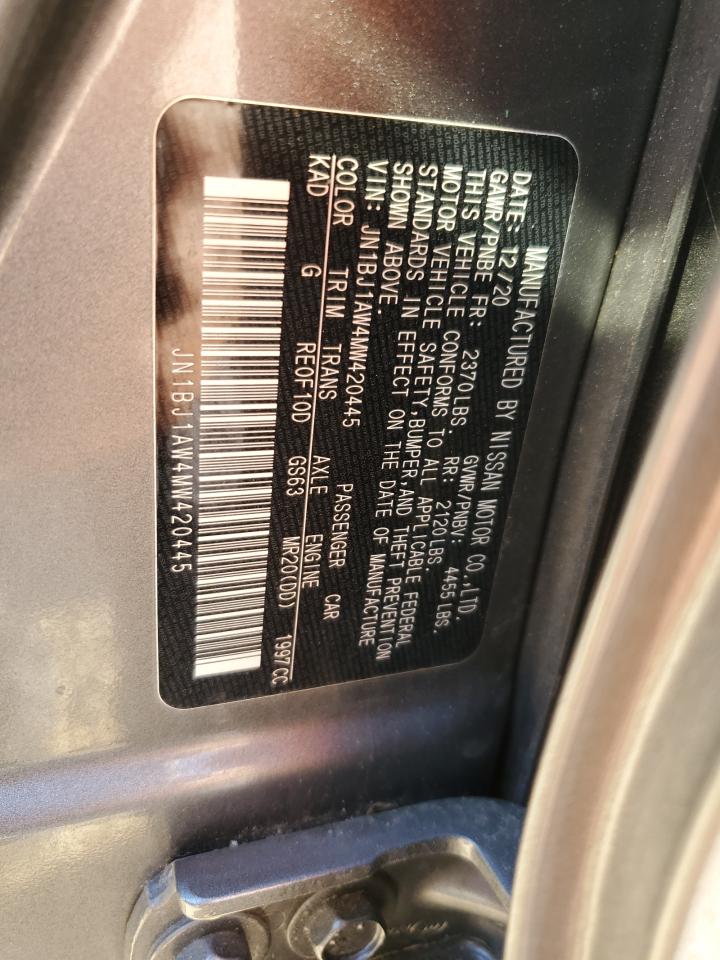 MANUFACTURED BY NISSAN MOTOR CO.,LTD.
DATE: 12/20 GVWR/PNBV: 4455 LBS.
GAWR/PNBE FR: 2370LBS. RR: 2120LBS.
THIS VEHICLE CONFORMS TO ALL APPLICABLE FEDERAL
MOTOR VEHICLE SAFETY,BUMPER,AND THEFT PREVENTION
STANDARDS IN EFFECT ON THE DATE OF MANUFACTURE
SHOWN ABOVE.
VIN: JN1BJ1AW4MW420445 PASSENGER CAR
COLOR TRIM TRANS AXLE ENGINE
KAD G RE0F10D GS63 MR20(DD) 1997CC
JN1BJ1AW4MW420445